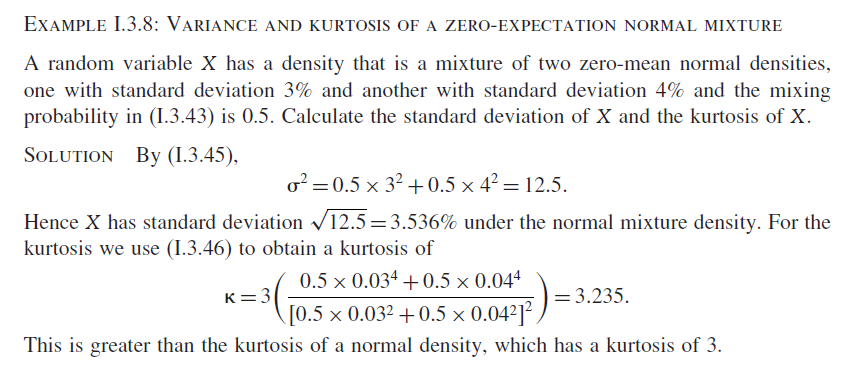 EXAMPLE I.3.8: VARIANCE AND KURTOSIS OF A ZERO-EXPECTATION NORMAL MIXTURE
A random variable X has a density that is a mixture of two zero-mean normal densities,
one with standard deviation 3% and another with standard deviation 4% and the mixing
probability in (I.3.43) is 0.5. Calculate the standard deviation of X and the kurtosis of X.
SOLUTION By (I.3.45),
σ² = 0.5 × 3² + 0.5 × 4² = 12.5.
Hence X has standard deviation √12.5 = 3.536% under the normal mixture density. For the
kurtosis we use (I.3.46) to obtain a kurtosis of
κ = 3 ( (0.5 × 0.03⁴ + 0.5 × 0.04⁴) / [0.5 × 0.03² + 0.5 × 0.04²]² ) = 3.235.
This is greater than the kurtosis of a normal density, which has a kurtosis of 3.